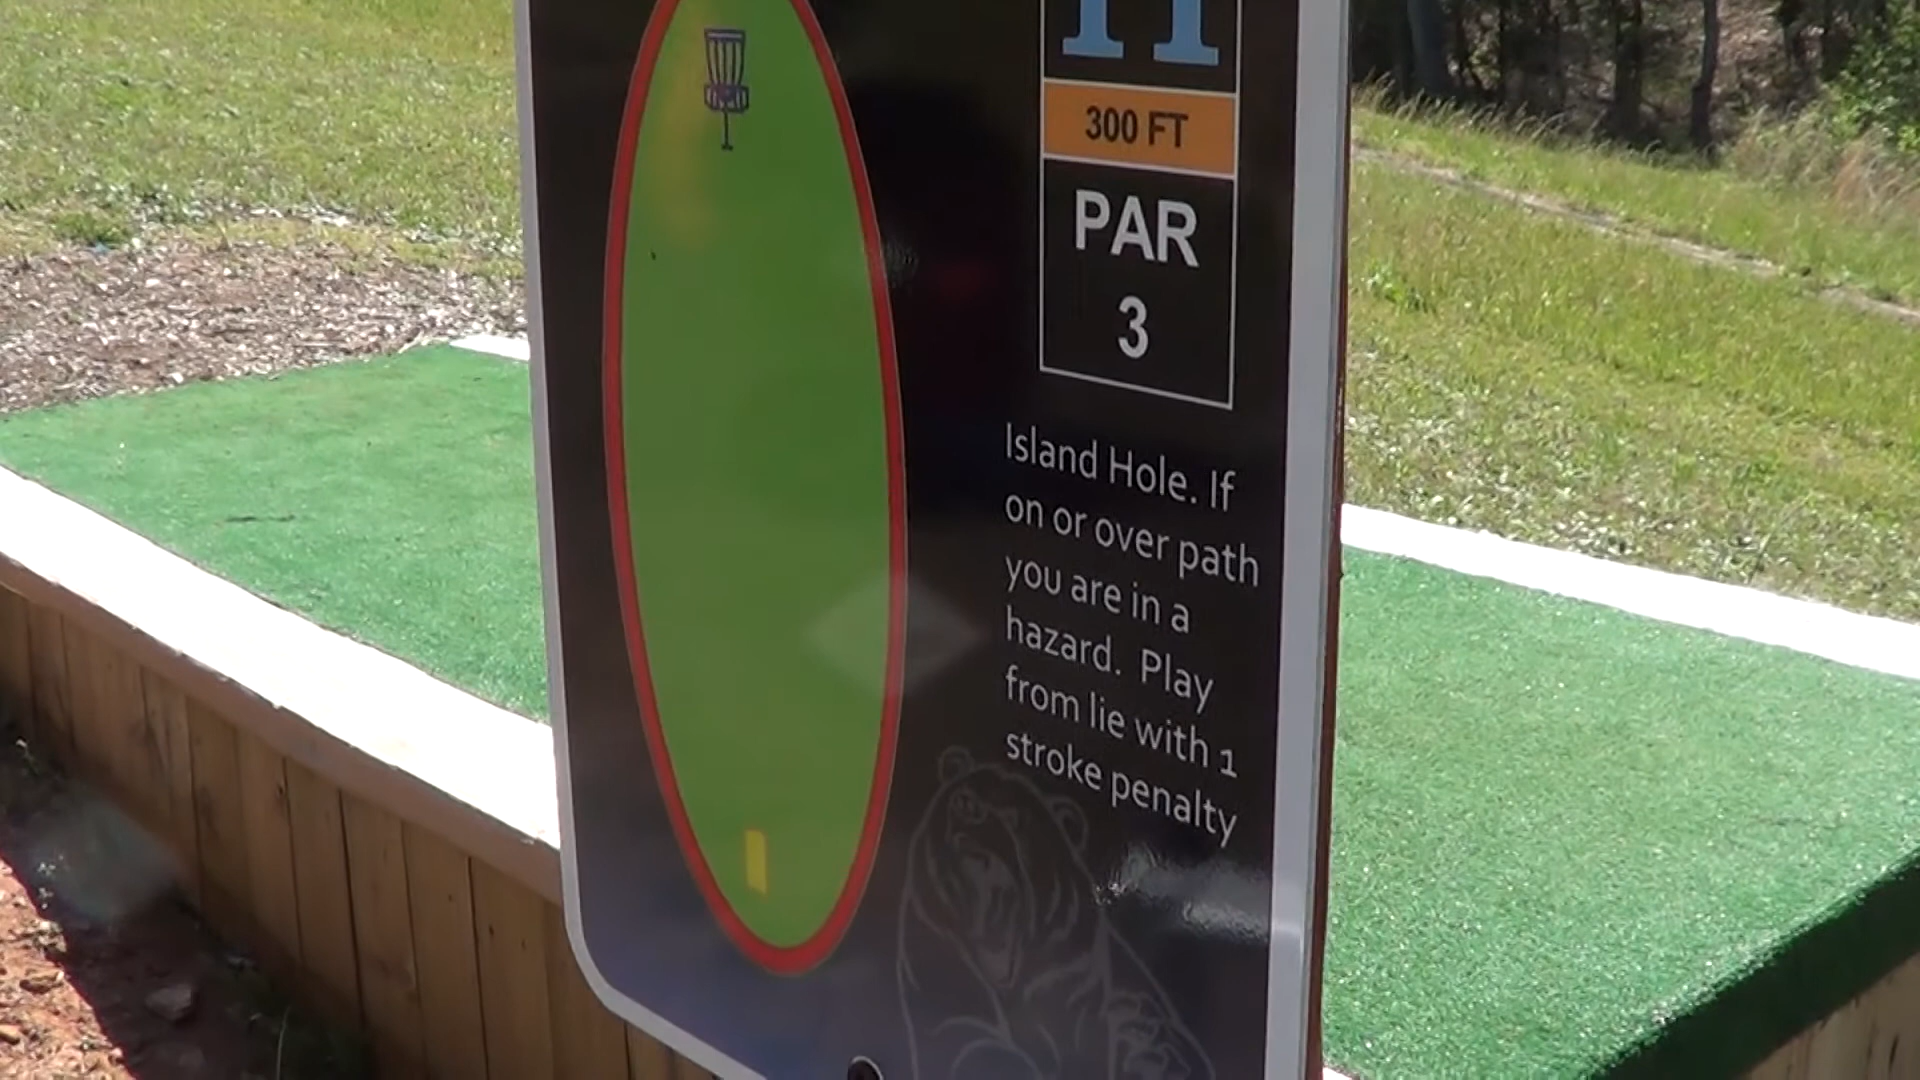 300 FT
PAR
3
Island Hole. If
on or over path
you are in a
hazard. Play
from lie with 1
stroke penalty